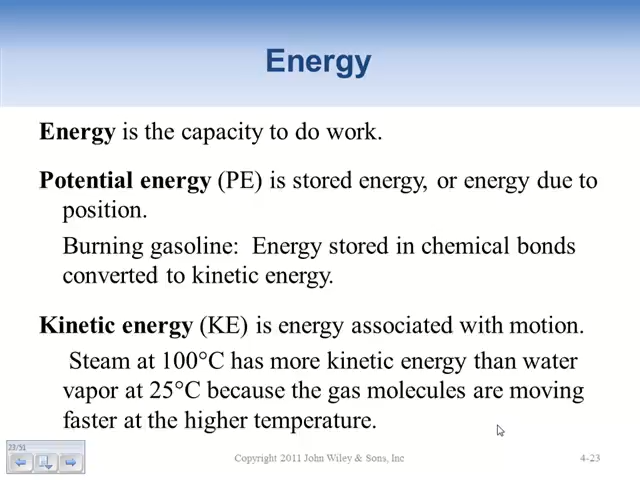 Energy
Energy is the capacity to do work.
Potential energy (PE) is stored energy, or energy due to
position.
Burning gasoline:  Energy stored in chemical bonds
converted to kinetic energy.
Kinetic energy (KE) is energy associated with motion.
Steam at 100°C has more kinetic energy than water
vapor at 25°C because the gas molecules are moving
faster at the higher temperature.
23/51
Copyright 2011 John Wiley & Sons, Inc
4-23